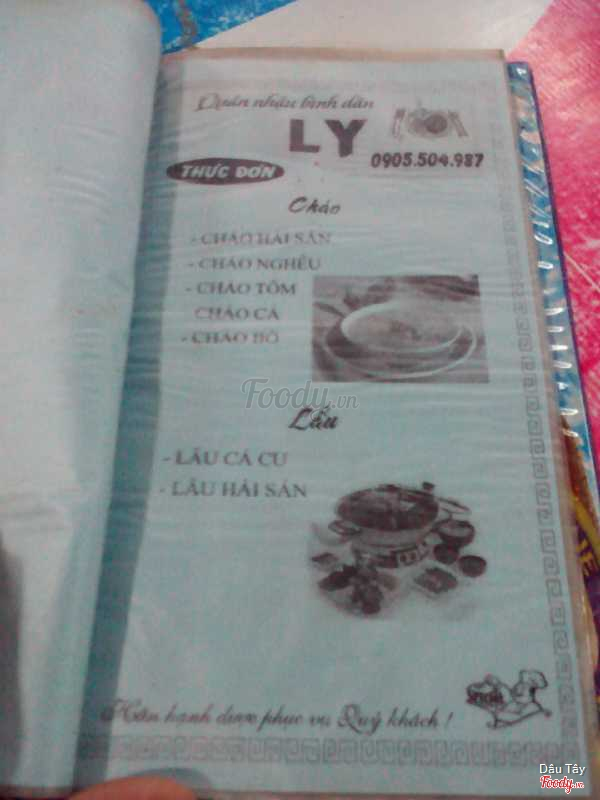 Quán nhậu bình dân
LY
0905.504.987
THỰC ĐƠN
Cháo
- CHÁO HẢI SẢN
- CHÁO NGHÊU
- CHÁO TÔM
CHÁO CÁ
- CHÁO BÒ
Foody.vn
Lẩu
- LẨU CÁ CU
- LẨU HẢI SẢN
Hân hạnh được phục vụ Quý khách !
Dâu Tây
Foody.vn